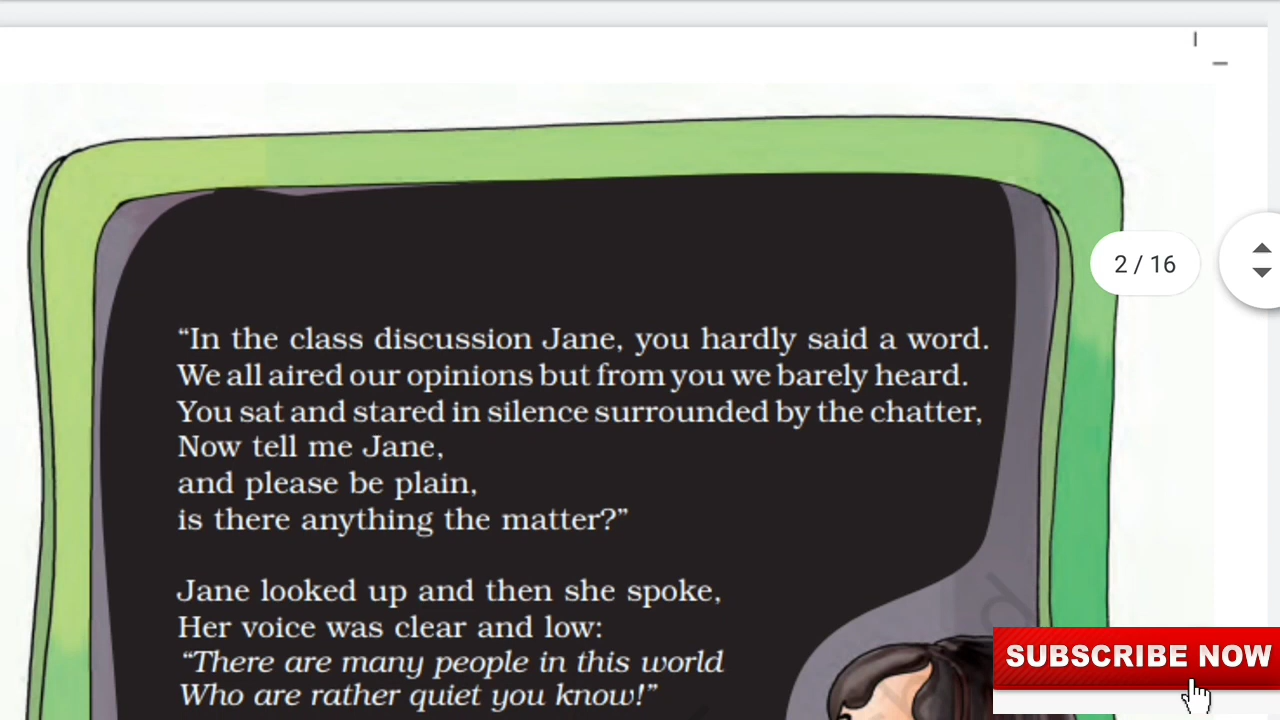 2 / 16
“In the class discussion Jane, you hardly said a word.
We all aired our opinions but from you we barely heard.
You sat and stared in silence surrounded by the chatter,
Now tell me Jane,
and please be plain,
is there anything the matter?”
Jane looked up and then she spoke,
Her voice was clear and low:
“There are many people in this world
Who are rather quiet you know!”
SUBSCRIBE NOW